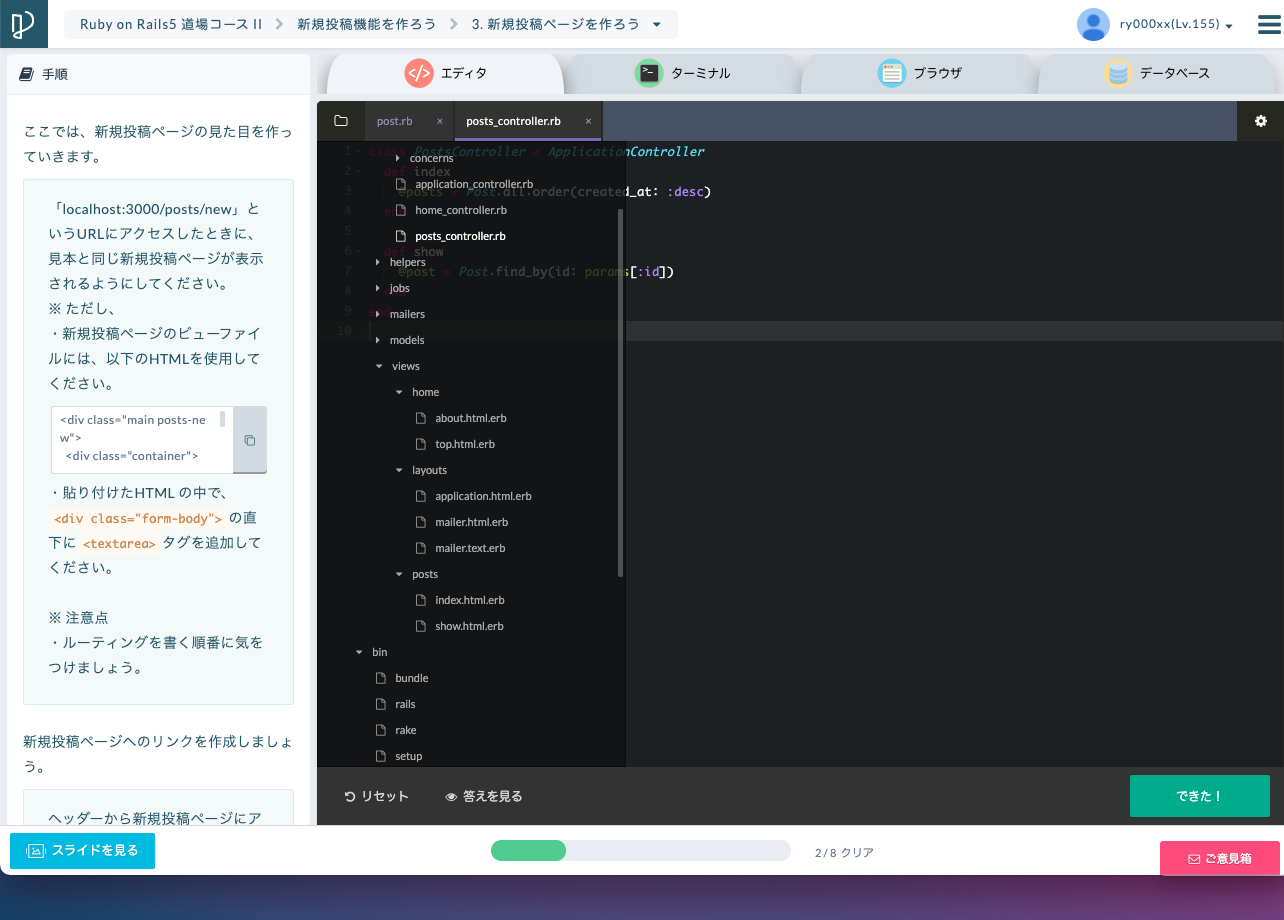 Ruby on Rails5 道場コース II
新規投稿機能を作ろう
3. 新規投稿ページを作ろう
ry000xx(Lv.155)
手順
エディタ
ターミナル
ブラウザ
データベース
ここでは、新規投稿ページの見た目を作っ
ていきます。
「localhost:3000/posts/new」と
いうURLにアクセスしたときに、
見本と同じ新規投稿ページが表示
されるようにしてください。
※ ただし、
・新規投稿ページのビューファイ
ルには、以下のHTMLを使用して
ください。
<div class="main posts-ne
w">
<div class="container">
・貼り付けたHTML の中で、
<div class="form-body"> の直
下に <textarea> タグを追加して
ください。
※ 注意点
・ルーティングを書く順番に気を
つけましょう。
新規投稿ページへのリンクを作成しましょ
う。
ヘッダーから新規投稿ページにア
post.rb ×
posts_controller.rb ×
1 class PostsController < ApplicationController
2 def index
3 @posts = Post.all.order(created_at: :desc)
4 end
5
6 def show
7 @post = Post.find_by(id: params[:id])
8 end
9 end
10
concerns
application_controller.rb
home_controller.rb
posts_controller.rb
helpers
jobs
mailers
models
views
home
about.html.erb
top.html.erb
layouts
application.html.erb
mailer.html.erb
mailer.text.erb
posts
index.html.erb
show.html.erb
bin
bundle
rails
rake
setup
リセット
答えを見る
できた！
スライドを見る
2/8 クリア
ご意見箱